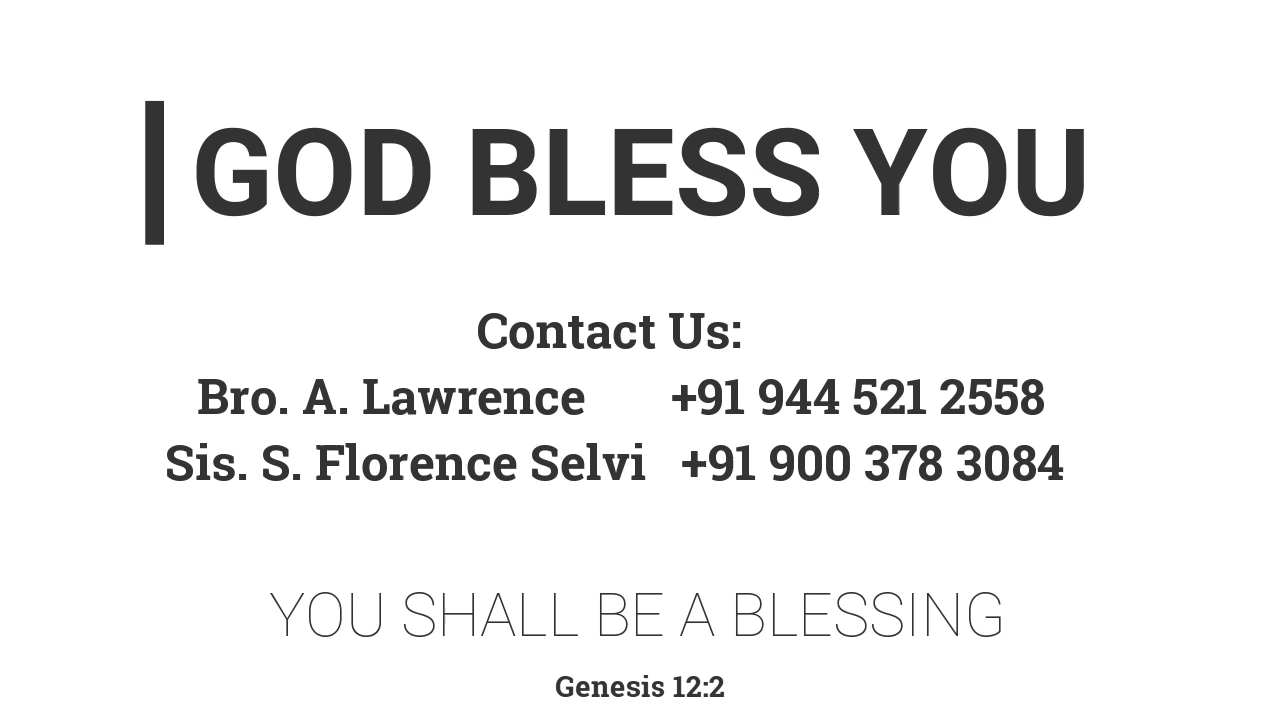 GOD BLESS YOU
Contact Us:
Bro. A. Lawrence +91 944 521 2558
Sis. S. Florence Selvi +91 900 378 3084
YOU SHALL BE A BLESSING
Genesis 12:2